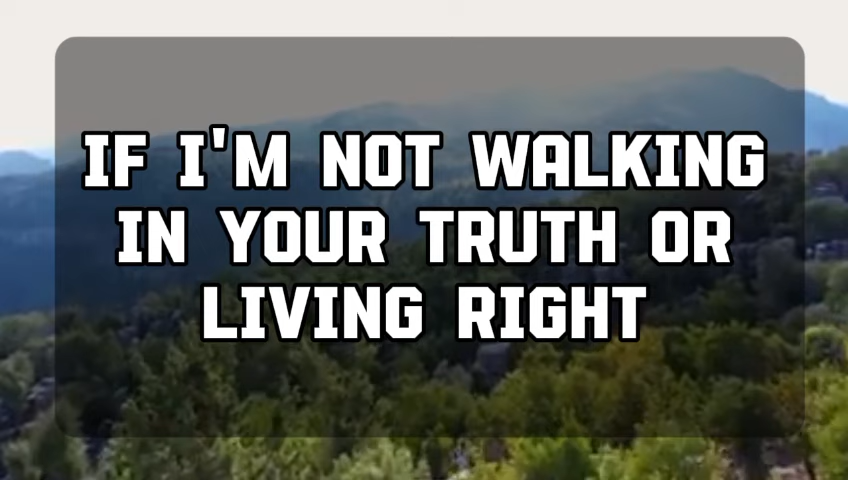 IF I'M NOT WALKING
IN YOUR TRUTH OR
LIVING RIGHT